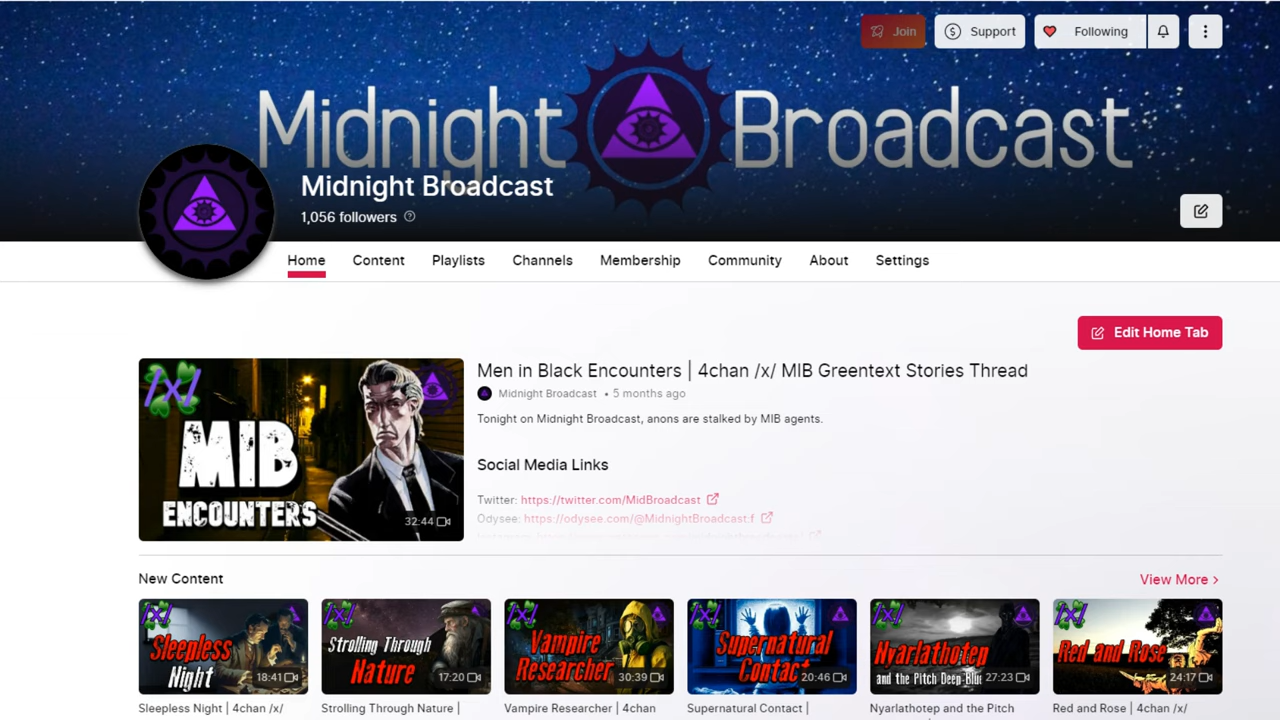 Join
Support
Following
Midnight Broadcast
Midnight Broadcast
1,056 followers
Home Content Playlists Channels Membership Community About Settings
Edit Home Tab
/x/
MIB
ENCOUNTERS
32:44
Men in Black Encounters | 4chan /x/ MIB Greentext Stories Thread
Midnight Broadcast • 5 months ago
Tonight on Midnight Broadcast, anons are stalked by MIB agents.
Social Media Links
Twitter: https://twitter.com/MidBroadcast
Odysee: https://odysee.com/@MidnightBroadcast:f
New Content
View More >
/x/
Sleepless
Night
18:41
/x/
Strolling Through
Nature
17:20
/x/
Vampire
Researcher
30:39
/x/
Supernatural
Contact
20:46
/x/
Nyarlathotep
and the Pitch Deep Blue
27:23
/x/
Red and Rose
24:17
Sleepless Night | 4chan /x/
Strolling Through Nature |
Vampire Researcher | 4chan
Supernatural Contact |
Nyarlathotep and the Pitch
Red and Rose | 4chan /x/